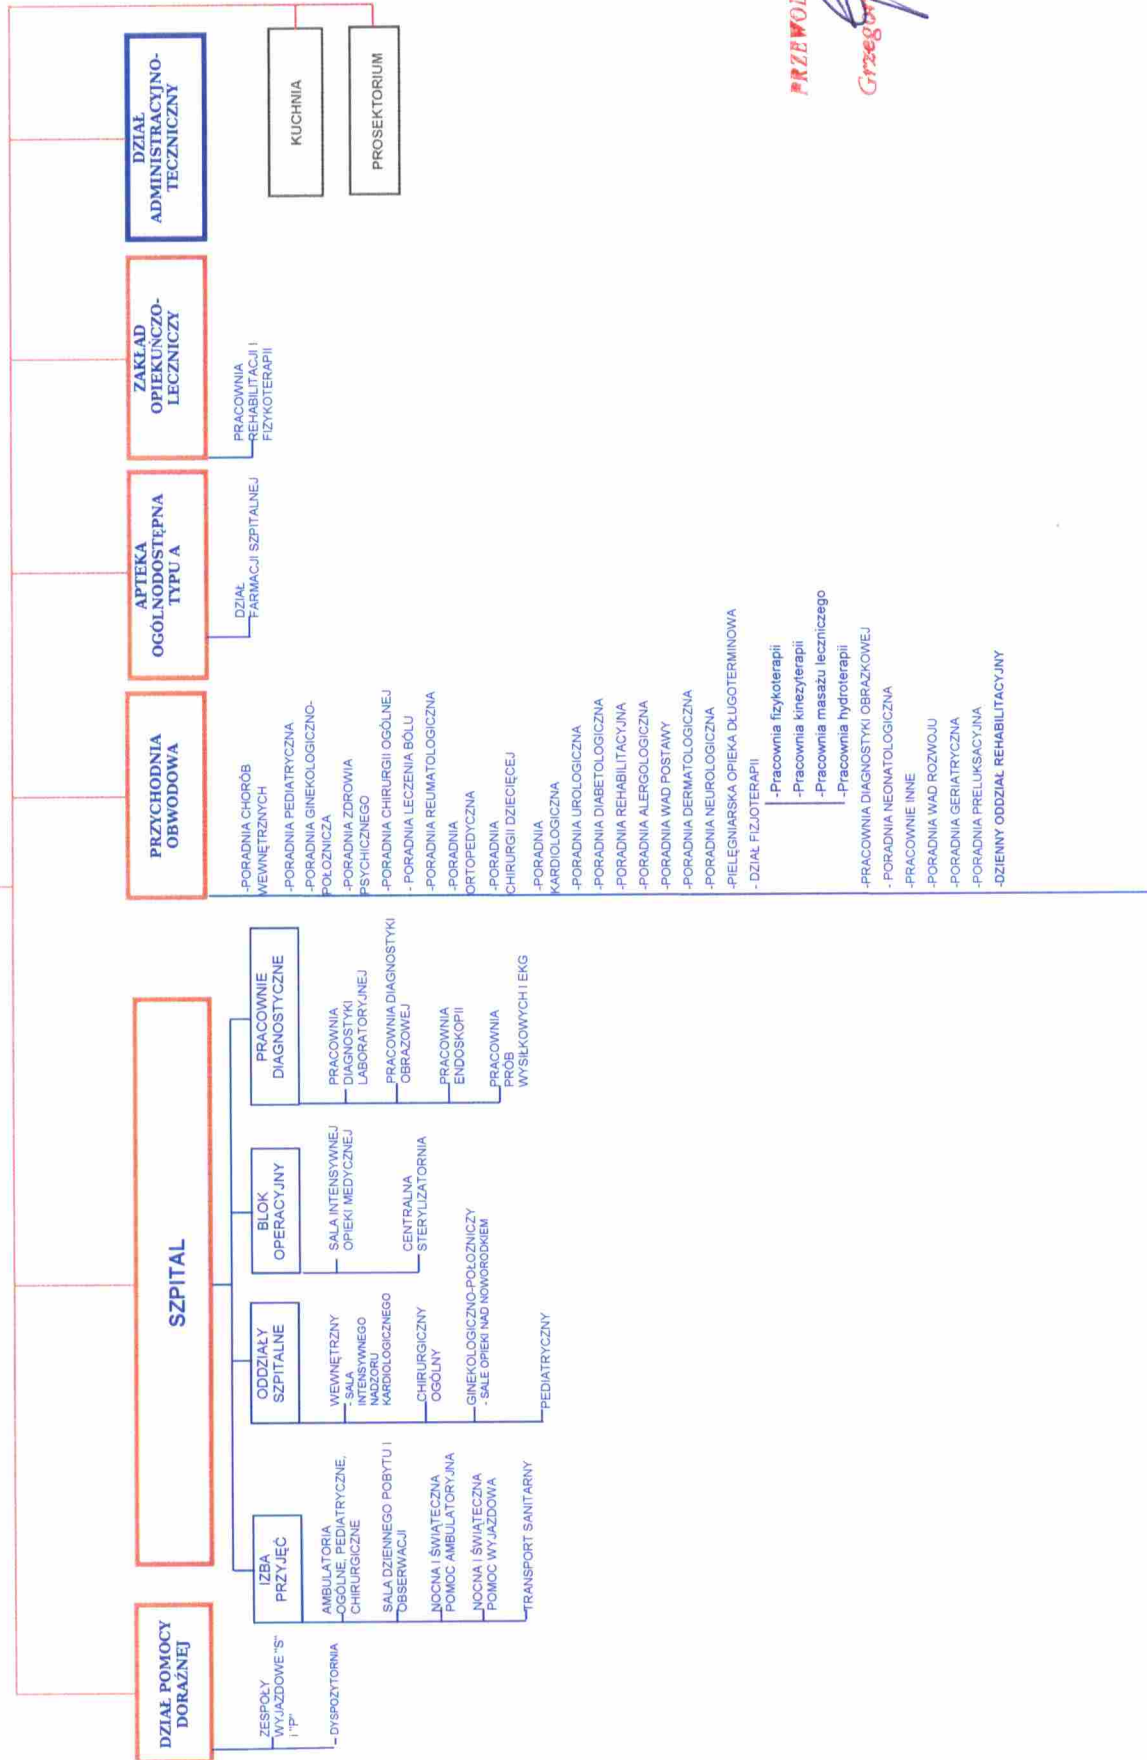 DZIAŁ POMOCY
DORAŹNEJ
ZESPOŁY
WYJAZDOWE "S"
I "P"
- DYSPOZYTORNIA
SZPITAL
IZBA
PRZYJĘĆ
AMBULATORIA
OGÓLNE, PEDIATRYCZNE,
CHIRURGICZNE
SALA DZIENNEGO POBYTU I
OBSERWACJI
NOCNA I ŚWIĄTECZNA
POMOC AMBULATORYJNA
NOCNA I ŚWIĄTECZNA
POMOC WYJAZDOWA
TRANSPORT SANITARNY
ODDZIAŁY
SZPITALNE
WEWNĘTRZNY
- SALA
INTENSYWNEGO
NADZORU
KARDIOLOGICZNEGO
CHIRURGICZNY
OGÓLNY
GINEKOLOGICZNO-POŁOZNICZY
- SALE OPIEKI NAD NOWORODKIEM
PEDIATRYCZNY
BLOK
OPERACYJNY
SALA INTENSYWNEJ
OPIEKI MEDYCZNEJ
CENTRALNA
STERYLIZATORNIA
PRACOWNIE
DIAGNOSTYCZNE
PRACOWNIA
DIAGNOSTYKI
LABORATORYJNEJ
PRACOWNIA DIAGNOSTYKI
OBRAZOWEJ
PRACOWNIA
ENDOSKOPII
PRACOWNIA
PRÓB
WYSIŁKOWYCH I EKG
PRZYCHODNIA
OBWODOWA
-PORADNIA CHORÓB
WEWNĘTRZNYCH
-PORADNIA PEDIATRYCZNA
-PORADNIA GINEKOLOGICZNO-
POŁOZNICZA
-PORADNIA ZDROWIA
PSYCHICZNEGO
-PORADNIA CHIRURGII OGÓLNEJ
- PORADNIA LECZENIA BÓLU
-PORADNIA REUMATOLOGICZNA
-PORADNIA
ORTOPEDYCZNA
-PORADNIA
CHIRURGII DZIECIĘCEJ
-PORADNIA
KARDIOLOGICZNA
-PORADNIA UROLOGICZNA
-PORADNIA DIABETOLOGICZNA
-PORADNIA REHABILITACYJNA
-PORADNIA ALERGOLOGICZNA
-PORADNIA WAD POSTAWY
-PORADNIA DERMATOLOGICZNA
-PORADNIA NEUROLOGICZNA
-PIELĘGNIARSKA OPIEKA DŁUGOTERMINOWA
- DZIAŁ FIZJOTERAPII
-Pracownia fizykoterapii
-Pracownia kinezyterapii
-Pracownia masażu leczniczego
-Pracownia hydroterapii
-PRACOWNIA DIAGNOSTYKI OBRAZKOWEJ
- PORADNIA NEONATOLOGICZNA
-PRACOWNIE INNE
-PORADNIA WAD ROZWOJU
-PORADNIA GERIATRYCZNA
-PORADNIA PRELUKSACYJNA
-DZIENNY ODDZIAŁ REHABILITACYJNY
APTEKA
OGÓLNODOSTĘPNA
TYPU A
DZIAŁ
FARMACJI SZPITALNEJ
ZAKŁAD
OPIEKUŃCZO-
LECZNICZY
PRACOWNIA
REHABILITACJI I
FIZYKOTERAPII
DZIAŁ
ADMINISTRACYJNO-
TECZNICZNY
KUCHNIA
PROSEKTORIUM